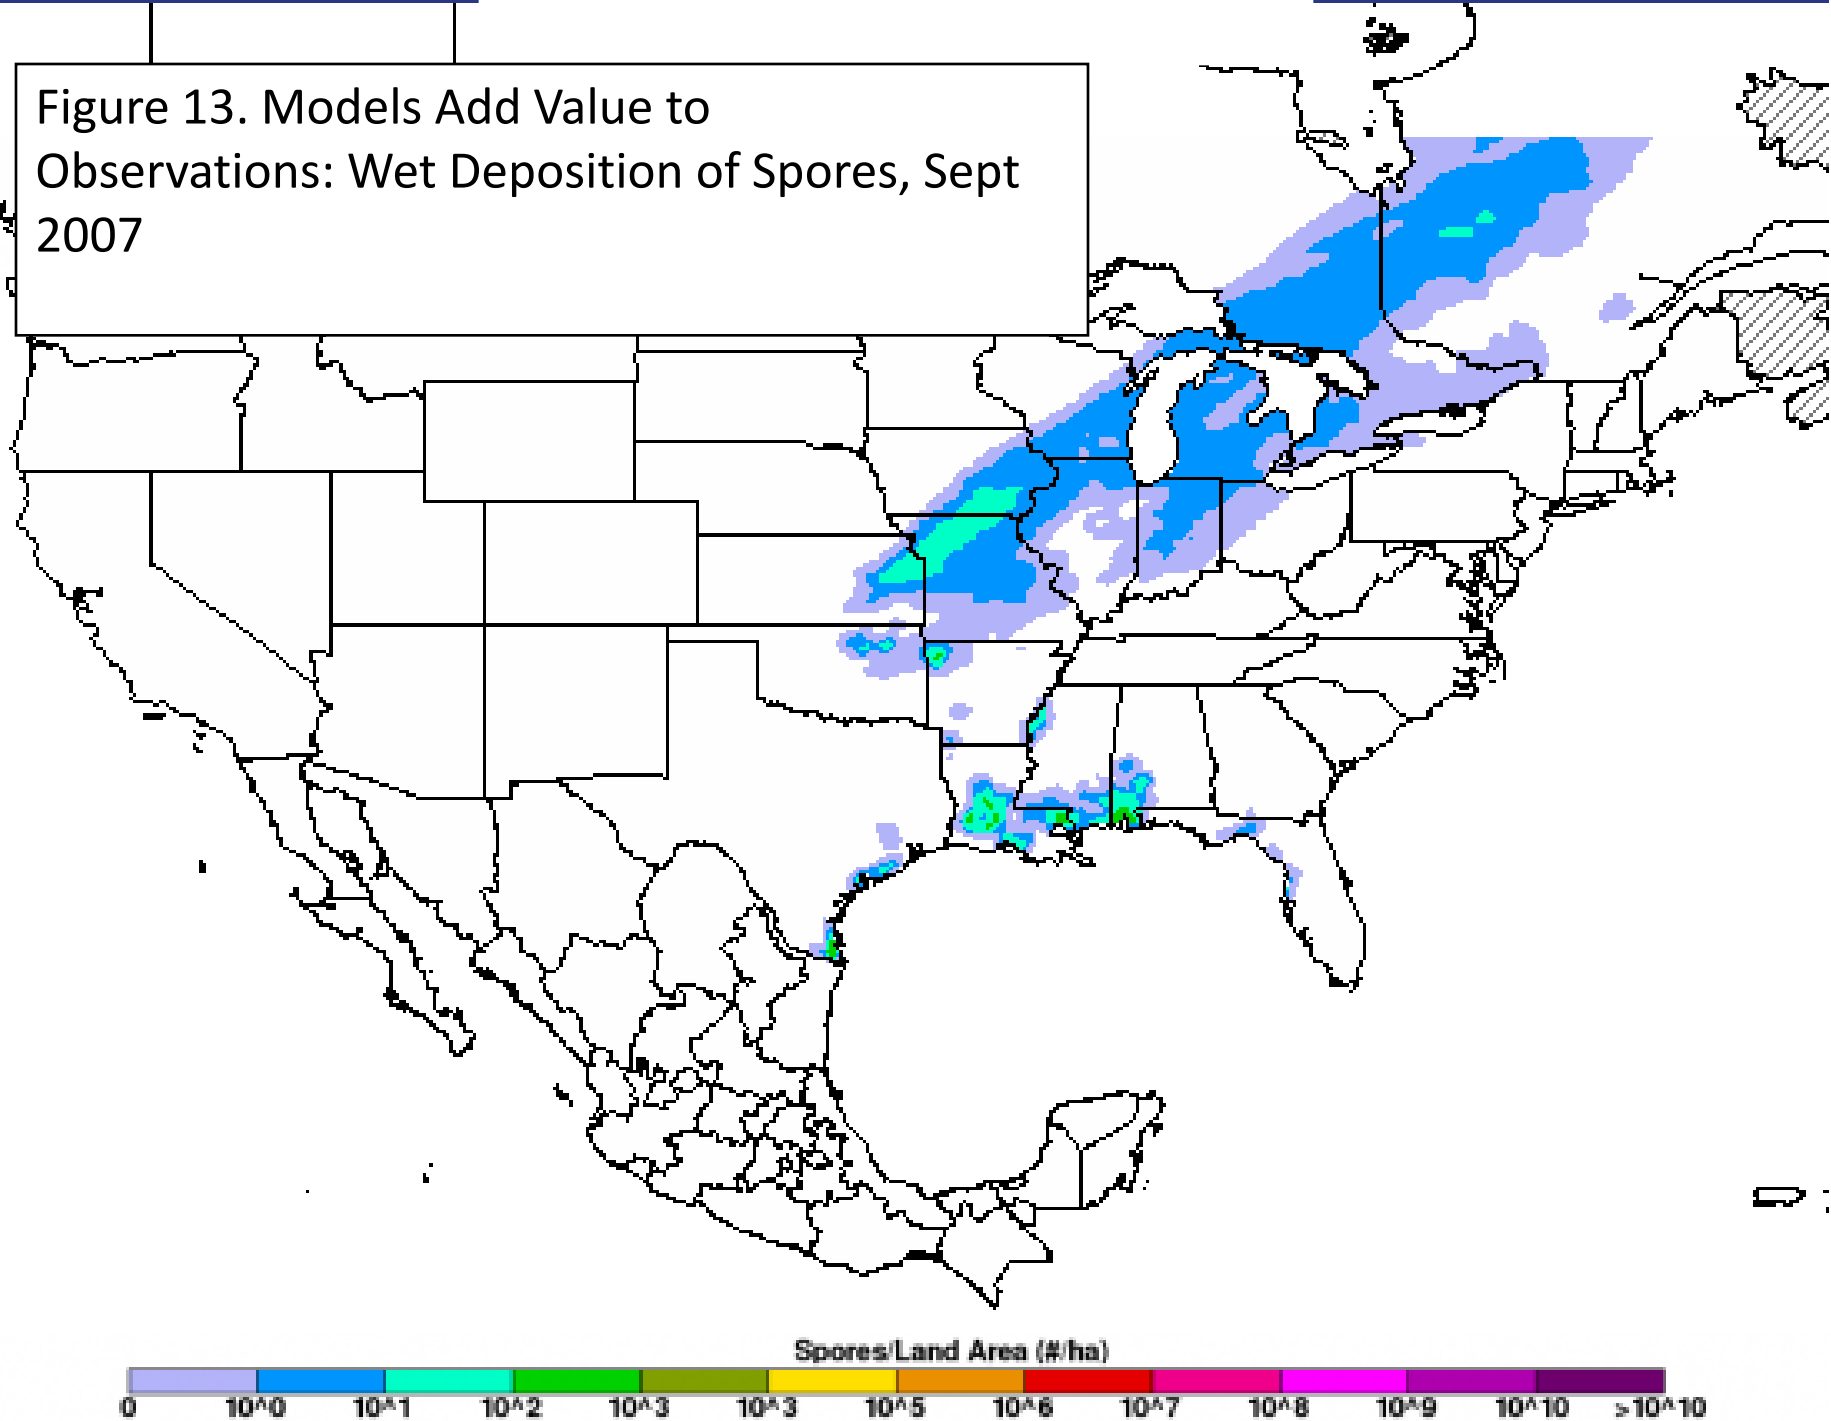 Figure 13. Models Add Value to
Observations: Wet Deposition of Spores, Sept
2007
Spores/Land Area (#/ha)
0 10^0 10^1 10^2 10^3 10^3 10^5 10^6 10^7 10^8 10^9 10^10 >10^10